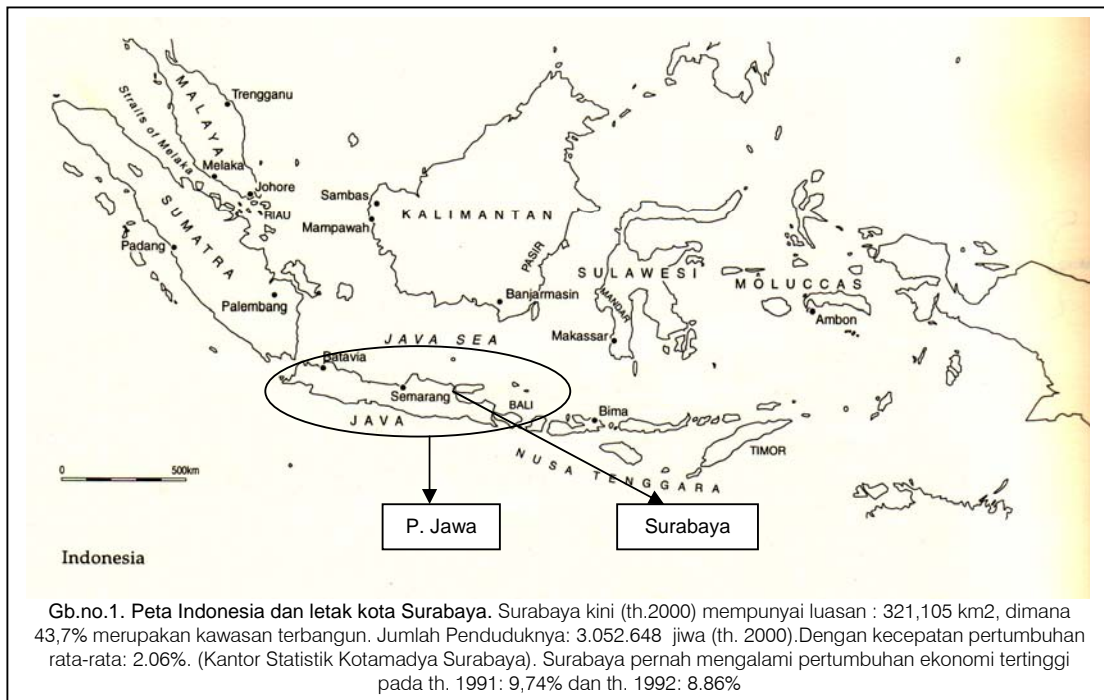 Trengganu
MALAYA
Straits of Melaka
Melaka
Johore
RIAU
Sambas
Mampawah
KALIMANTAN
SUMATRA
Padang
Palembang
PASIR
Banjarmasin
SULAWESI
MANDAR
Makassar
MOLUCCAS
Ambon
JAVA SEA
Batavia
Semarang
JAVA
BALI
Bima
NUSA TENGGARA
TIMOR
0 500km
P. Jawa
Surabaya
Indonesia
Gb.no.1. Peta Indonesia dan letak kota Surabaya. Surabaya kini (th.2000) mempunyai luasan : 321,105 km2, dimana
43,7% merupakan kawasan terbangun. Jumlah Penduduknya: 3.052.648 jiwa (th. 2000).Dengan kecepatan pertumbuhan
rata-rata: 2.06%. (Kantor Statistik Kotamadya Surabaya). Surabaya pernah mengalami pertumbuhan ekonomi tertinggi
pada th. 1991: 9,74% dan th. 1992: 8.86%